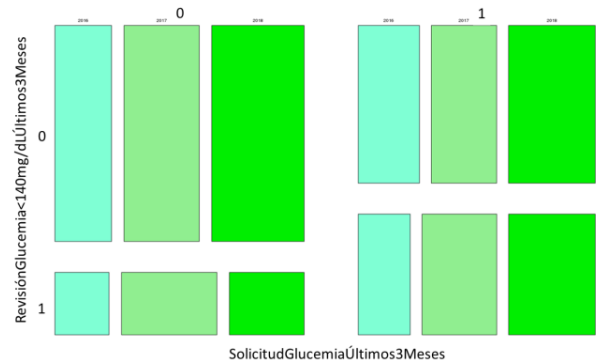 0 1
2016 2017 2018 2016 2017 2018
RevisiónGlucemia<140mg/dLÚltimos3Meses
0
1
SolicitudGlucemiaÚltimos3Meses